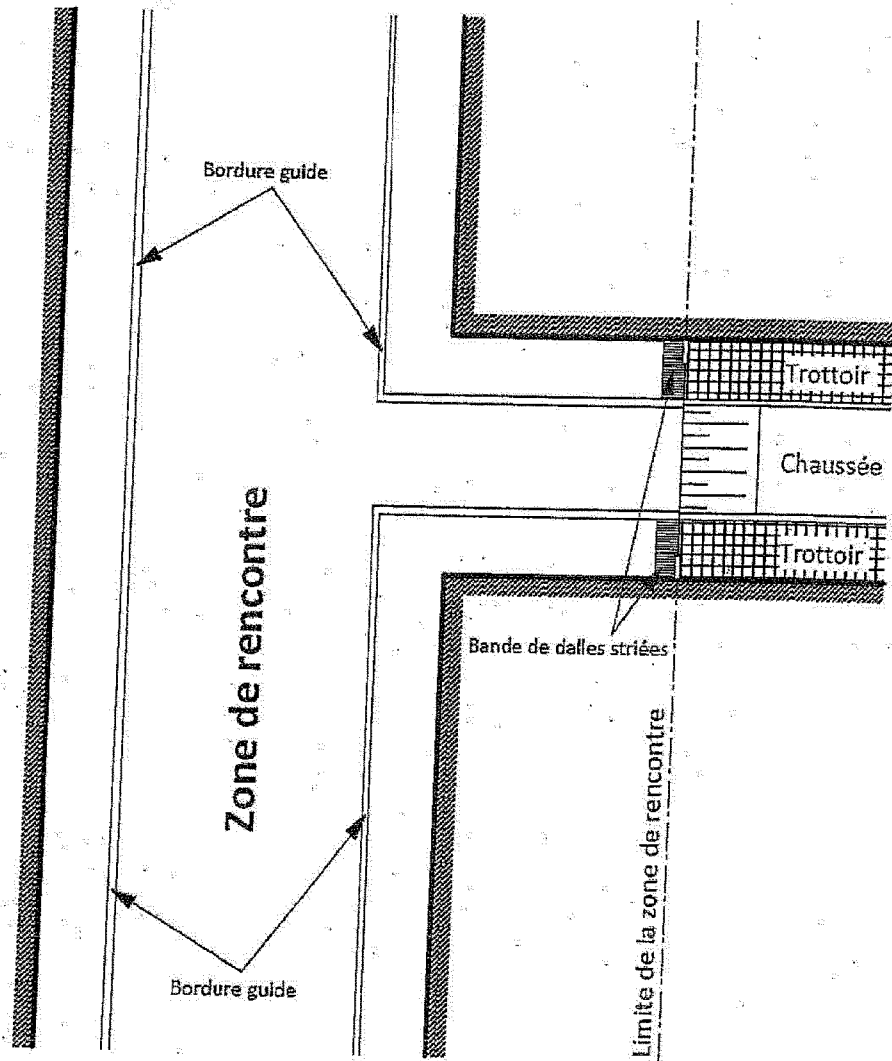 Bordure guide
Trottoir
Chaussée
Zone de rencontre
Trottoir
Bande de dalles striées
Limite de la zone de rencontre
Bordure guide